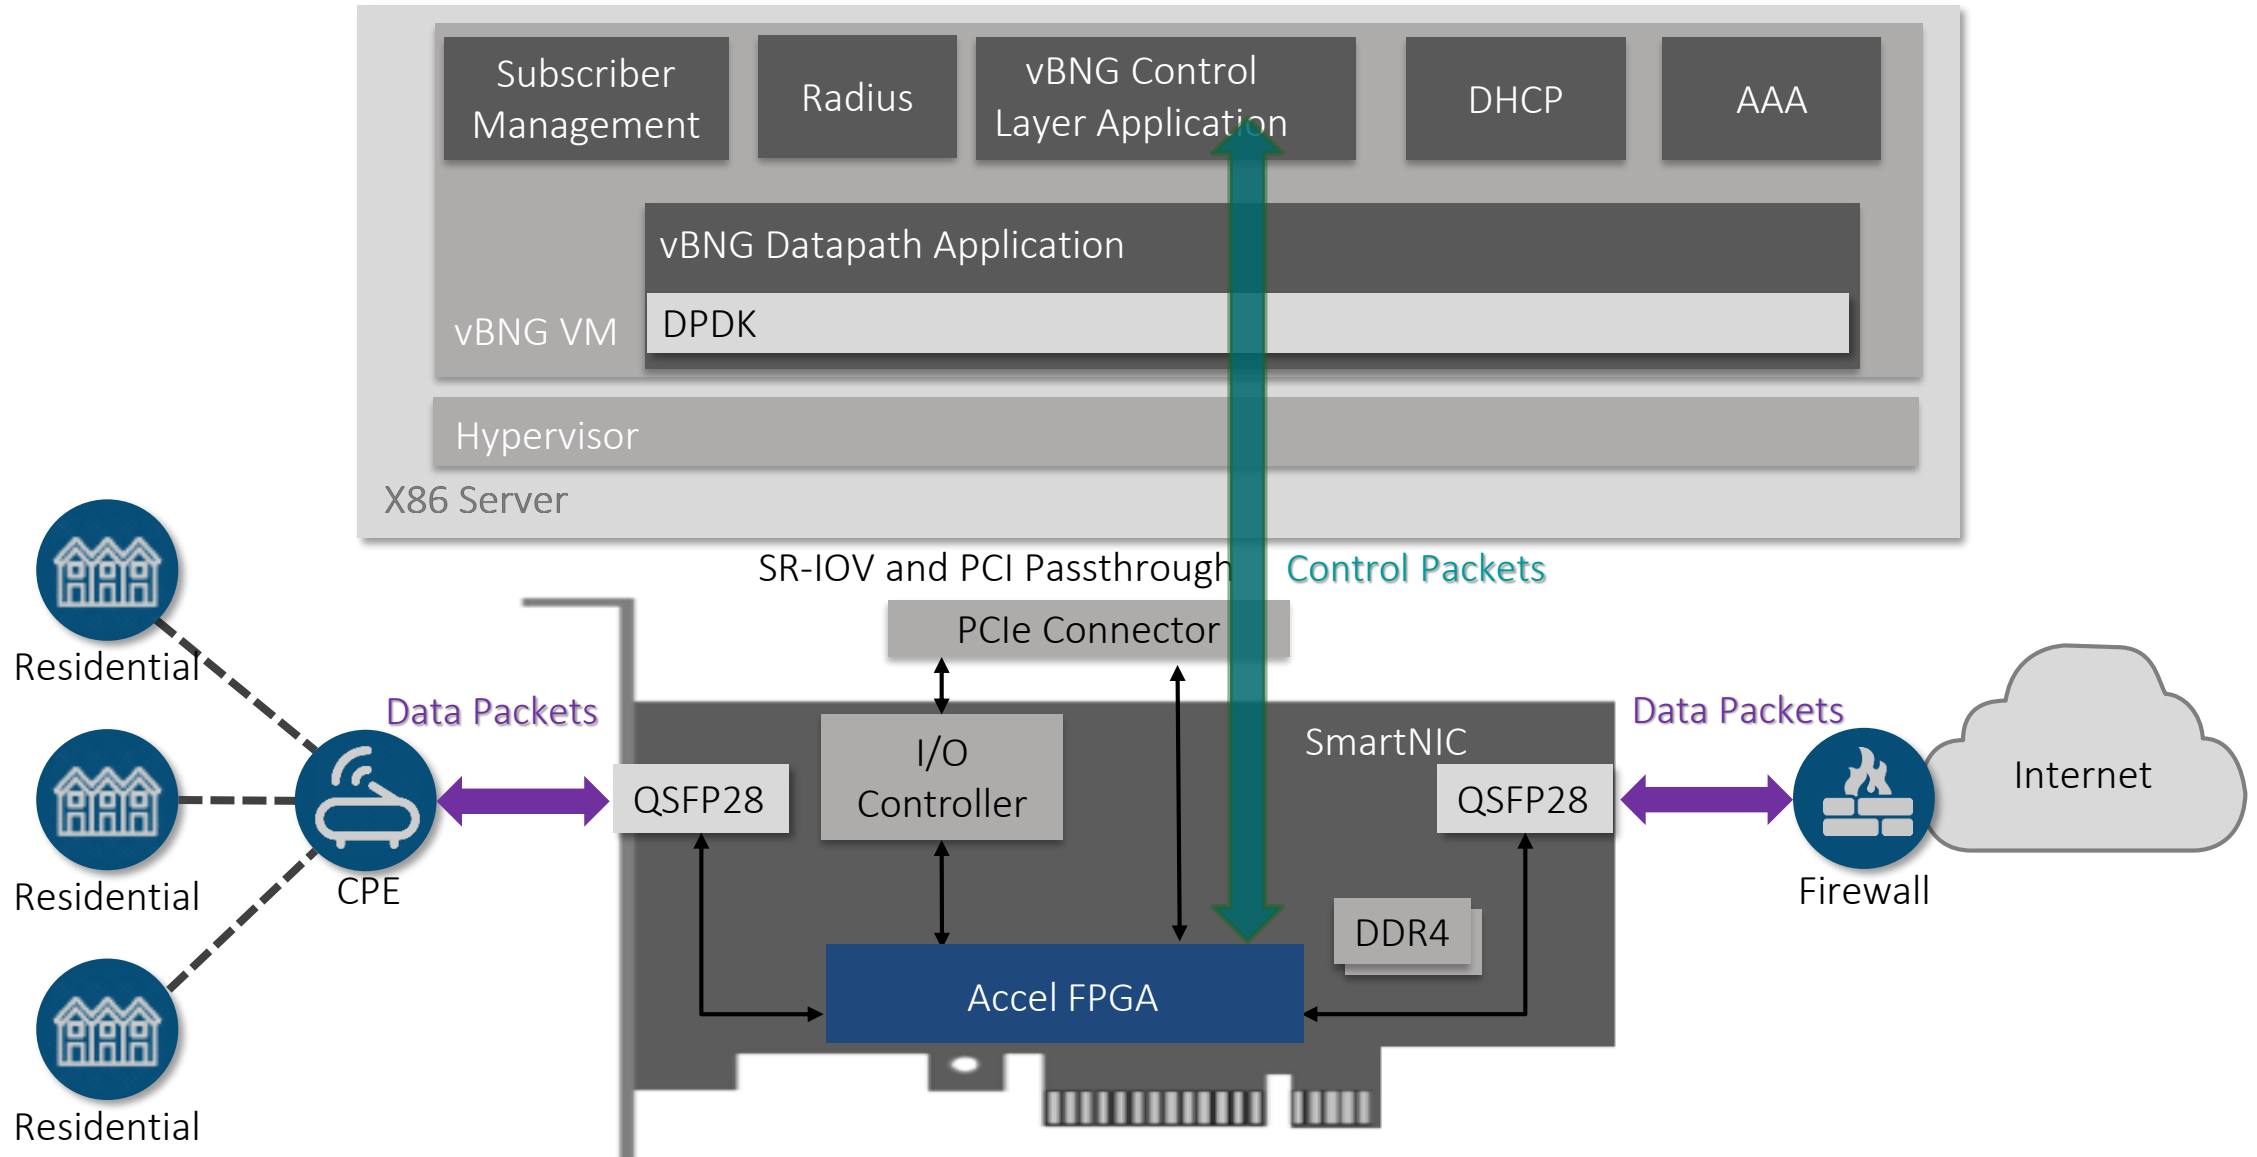 Subscriber
Management
Radius
vBNG Control
Layer Application
DHCP
AAA
vBNG Datapath Application
DPDK
vBNG VM
Hypervisor
X86 Server
SR-IOV and PCI Passthrough
Control Packets
PCIe Connector
Residential
Data Packets
SmartNIC
Data Packets
I/O
Controller
QSFP28
QSFP28
Internet
Residential
CPE
Firewall
DDR4
Accel FPGA
Residential